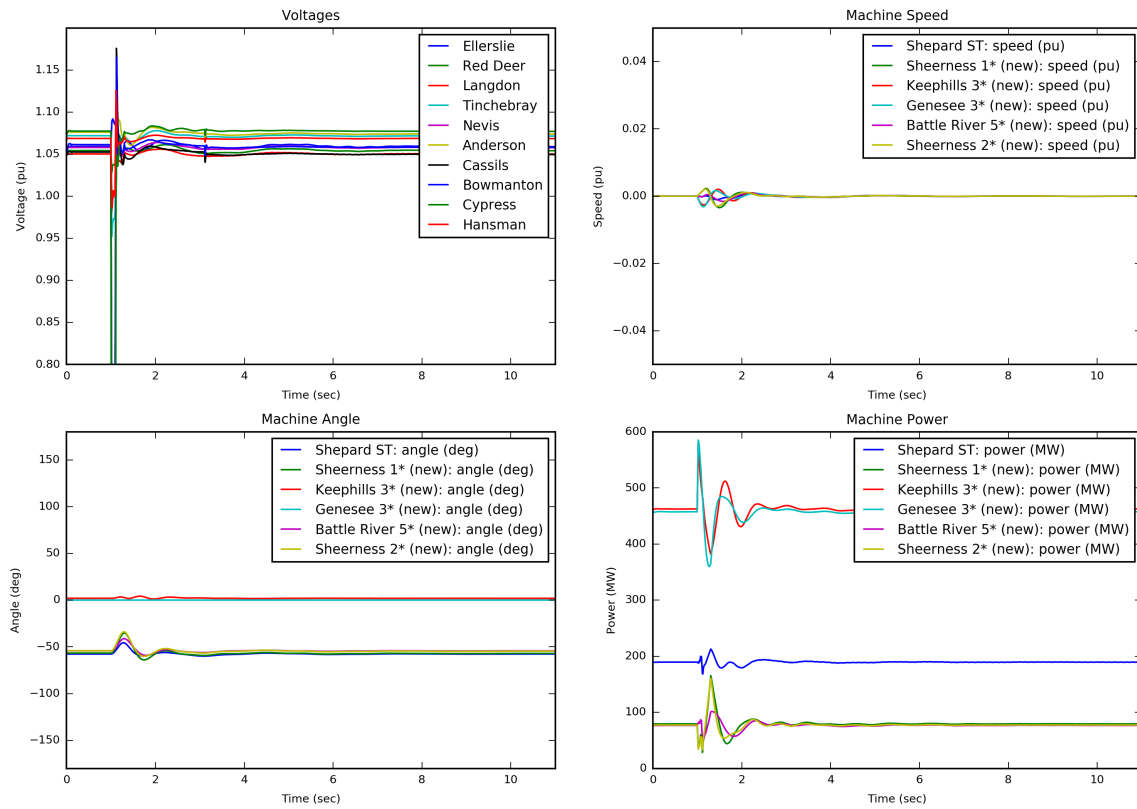 Voltages
Voltage (pu)
1.15
1.10
1.05
1.00
0.95
0.90
0.85
0.80
0 2 4 6 8 10
Time (sec)
Ellerslie
Red Deer
Langdon
Tinchebray
Nevis
Anderson
Cassils
Bowmanton
Cypress
Hansman
Machine Speed
Speed (pu)
0.04
0.02
0.00
−0.02
−0.04
0 2 4 6 8 10
Time (sec)
Shepard ST: speed (pu)
Sheerness 1* (new): speed (pu)
Keephills 3* (new): speed (pu)
Genesee 3* (new): speed (pu)
Battle River 5* (new): speed (pu)
Sheerness 2* (new): speed (pu)
Machine Angle
Angle (deg)
150
100
50
0
−50
−100
−150
0 2 4 6 8 10
Time (sec)
Shepard ST: angle (deg)
Sheerness 1* (new): angle (deg)
Keephills 3* (new): angle (deg)
Genesee 3* (new): angle (deg)
Battle River 5* (new): angle (deg)
Sheerness 2* (new): angle (deg)
Machine Power
Power (MW)
600
500
400
300
200
100
0
0 2 4 6 8 10
Time (sec)
Shepard ST: power (MW)
Sheerness 1* (new): power (MW)
Keephills 3* (new): power (MW)
Genesee 3* (new): power (MW)
Battle River 5* (new): power (MW)
Sheerness 2* (new): power (MW)